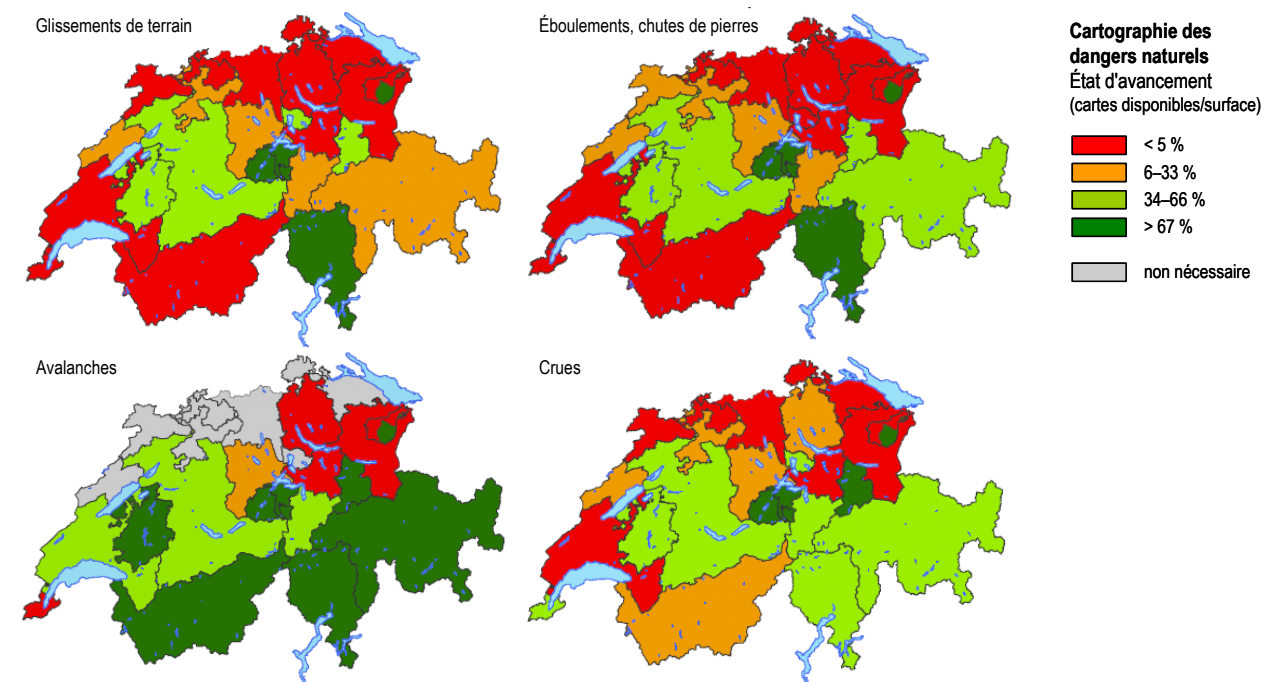 Glissements de terrain
Éboulements, chutes de pierres
Cartographie des
dangers naturels
État d'avancement
(cartes disponibles/surface)
< 5 %
6–33 %
34–66 %
> 67 %
non nécessaire
Avalanches
Crues